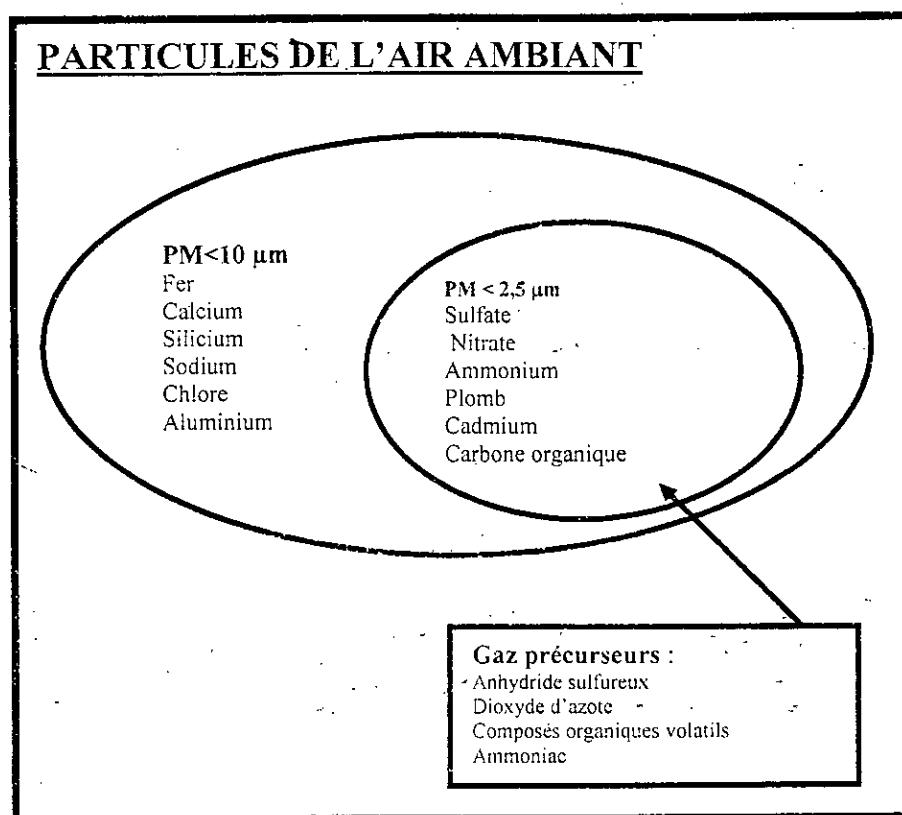 PARTICULES DE L'AIR AMBIANT
PM<10 µm
Fer
Calcium
Silicium
Sodium
Chlore
Aluminium
PM < 2,5 µm
Sulfate
Nitrate
Ammonium
Plomb
Cadmium
Carbone organique
Gaz précurseurs :
Anhydride sulfureux
Dioxyde d'azote
Composés organiques volatils
Ammoniac